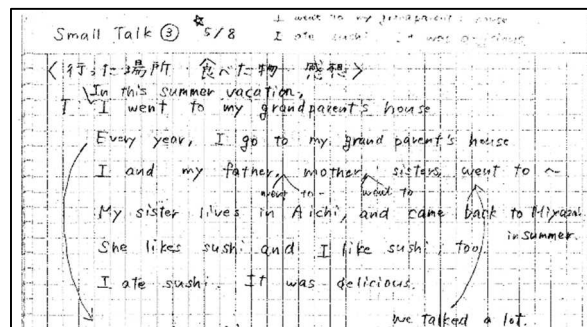 Small Talk ③ ☆ 5/8
I went to my grandparent's house
I ate sushi. It was delicious.
〈行った場所・食べた物・感想〉
In this summer vacation,
T: I went to my grandparent's house
Every year, I go to my grandparent's house
I and my father, mother, sisters went to ~
went to -
went to
My sister lives in Aichi, and came back to Miyazaki
in summer.
She likes sushi and I like sushi, too
I ate sushi. It was delicious.
we talked a lot.